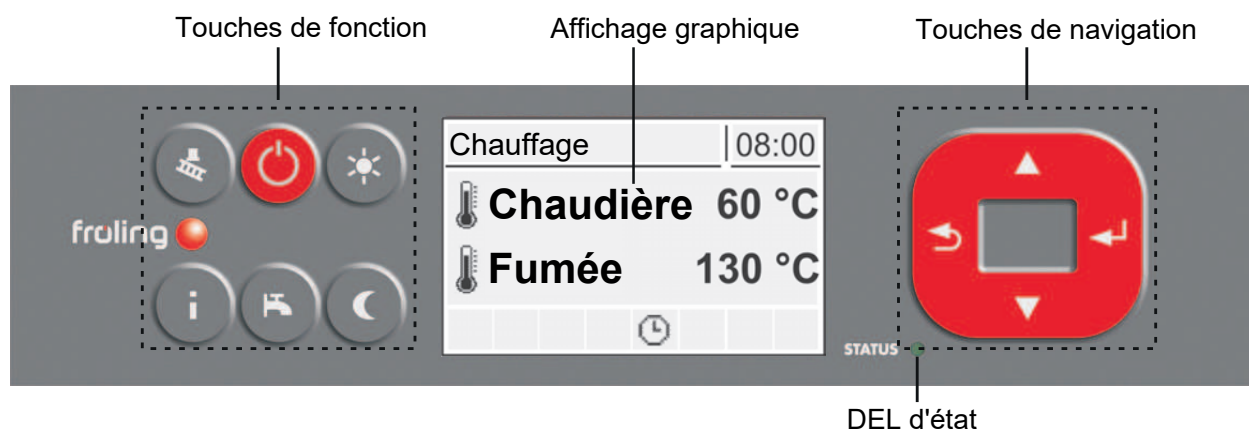 Touches de fonction
Affichage graphique
Touches de navigation
froling
i
Chauffage 08:00
Chaudière 60 °C
Fumée 130 °C
STATUS
DEL d'état